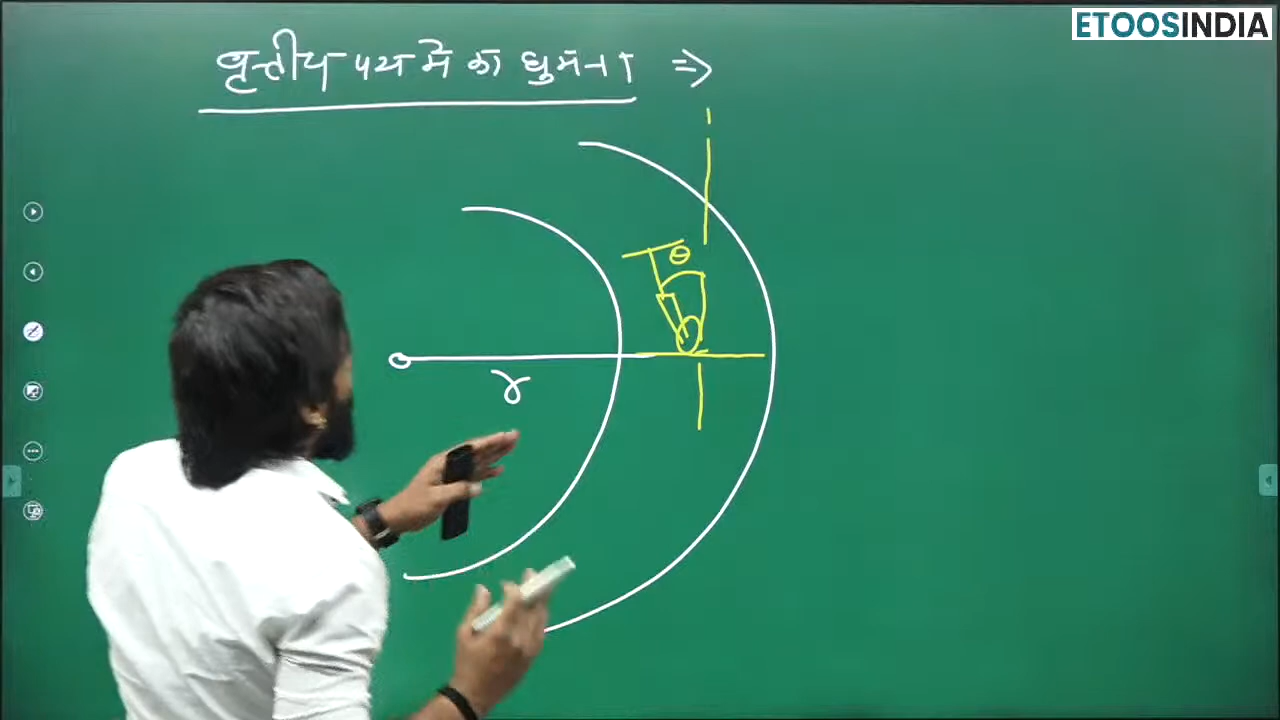 ETOOSINDIA
वृत्तीय पथ में का घुमना ⇒
θ
r